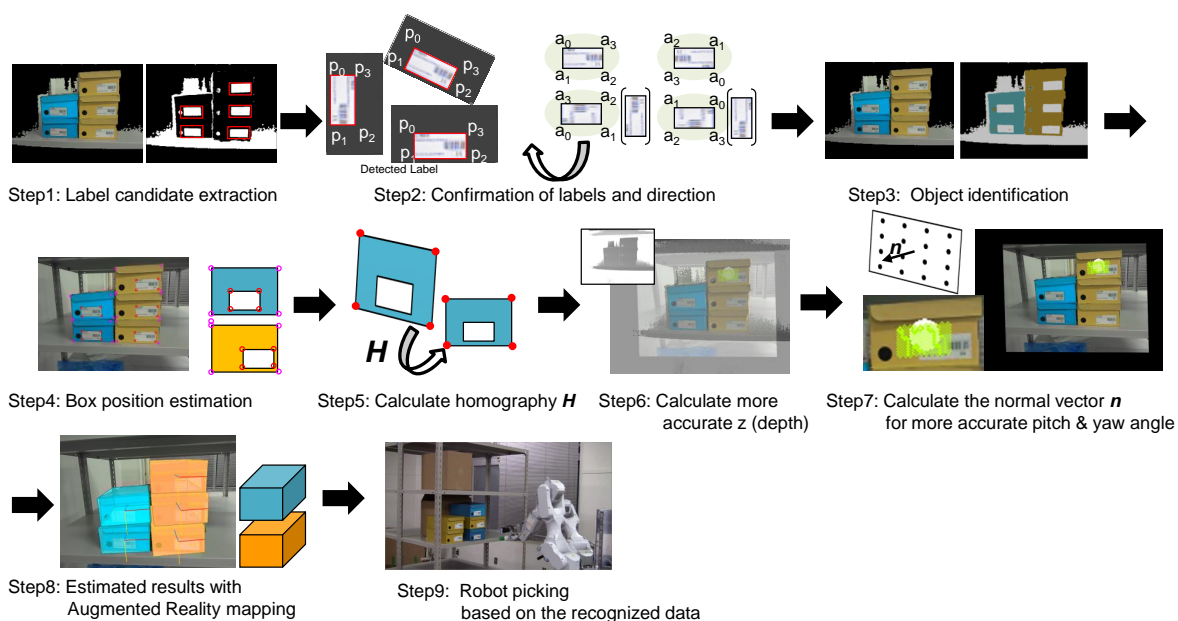 p0
p1
p3
p2
p0
p3
p1
p2
p0
p3
p1
p2
Detected Label
a0
a3
a1
a2
a2
a1
a3
a0
a3
a2
a0
a1
a1
a0
a2
a3
Step1: Label candidate extraction
Step2: Confirmation of labels and direction
Step3: Object identification
H
n
Step4: Box position estimation
Step5: Calculate homography H
Step6: Calculate more
accurate z (depth)
Step7: Calculate the normal vector n
for more accurate pitch & yaw angle
Step8: Estimated results with
Augmented Reality mapping
Step9: Robot picking
based on the recognized data